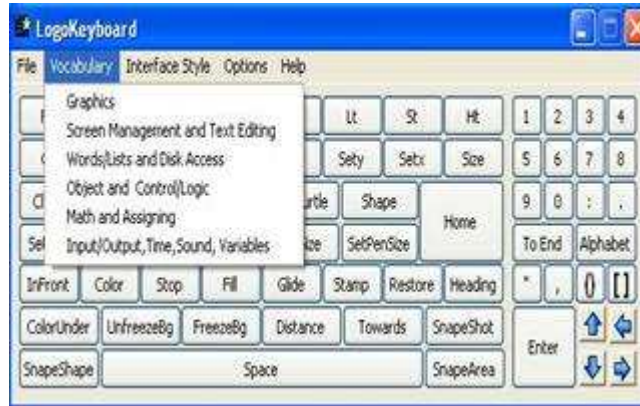 LogoKeyboard
File Vocabulary Interface Style Options Help
Graphics
Screen Management and Text Editing
Words/Lists and Disk Access
Object and Control/Logic
Math and Assigning
Input/Output,Time,Sound, Variables
Lt St Ht 1 2 3 4
Sety Setx Size 5 6 7 8
Shape Home 9 0 : .
SetPenSize To End Alphabet
InFront Color Stop Fill Glide Stamp Restore Heading " , () []
ColorUnder UnfreezeBg FreezeBg Distance Towards SnapeShot Enter
SnapeShape Space SnapeArea